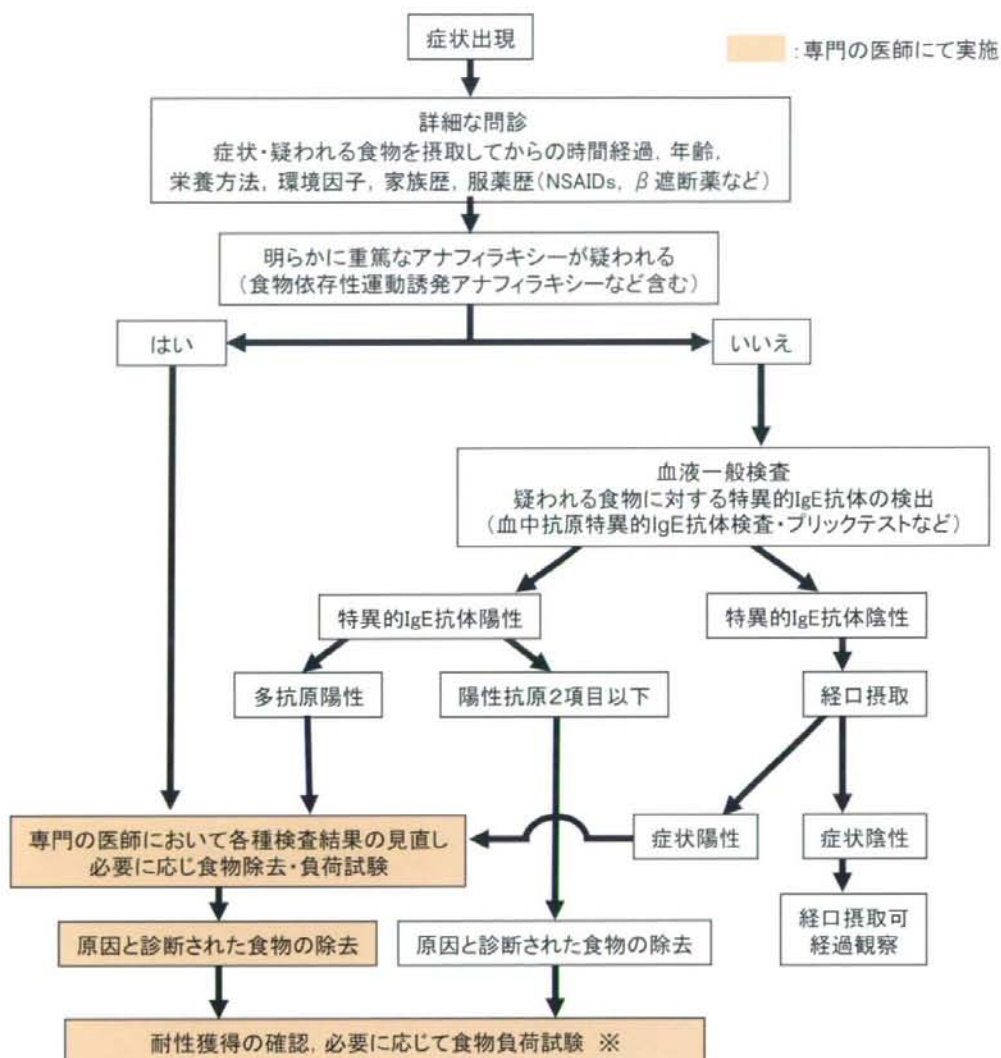 症状出現
:専門の医師にて実施
詳細な問診
症状・疑われる食物を摂取してからの時間経過, 年齢,
栄養方法, 環境因子, 家族歴, 服薬歴(NSAIDs, β遮断薬など)
明らかに重篤なアナフィラキシーが疑われる
(食物依存性運動誘発アナフィラキシーなど含む)
はい
いいえ
血液一般検査
疑われる食物に対する特異的IgE抗体の検出
(血中抗原特異的IgE抗体検査・プリックテストなど)
特異的IgE抗体陽性
特異的IgE抗体陰性
多抗原陽性
陽性抗原2項目以下
経口摂取
専門の医師において各種検査結果の見直し
必要に応じ食物除去・負荷試験
症状陽性
症状陰性
原因と診断された食物の除去
原因と診断された食物の除去
経口摂取可
経過観察
耐性獲得の確認, 必要に応じて食物負荷試験 ※